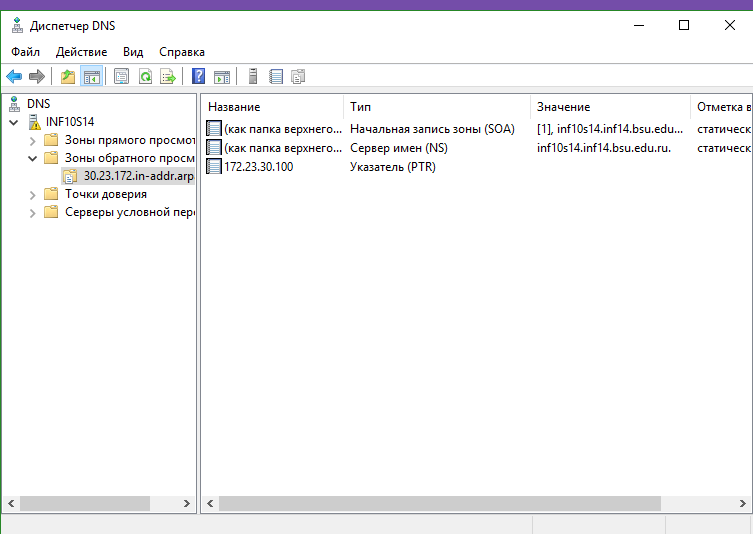 Диспетчер DNS
Файл Действие Вид Справка
DNS
INF10S14
Зоны прямого просмот
Зоны обратного просм
30.23.172.in-addr.arp
Точки доверия
Серверы условной пере
Название Тип Значение Отметка в
(как папка верхнего... Начальная запись зоны (SOA) [1], inf10s14.inf14.bsu.edu... статическ
(как папка верхнего... Сервер имен (NS) inf10s14.inf14.bsu.edu.ru. статическ
172.23.30.100 Указатель (PTR)